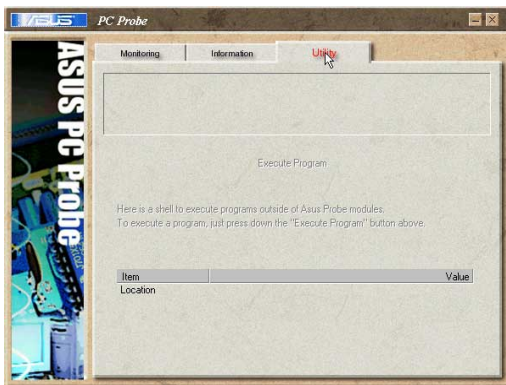 ASUS PC Probe
Monitoring Information Utility
ASUS PC Probe
Execute Program
Here is a shell to execute programs outside of Asus Probe modules.
To execute a program, just press down the "Execute Program" button above.
Item Value
Location